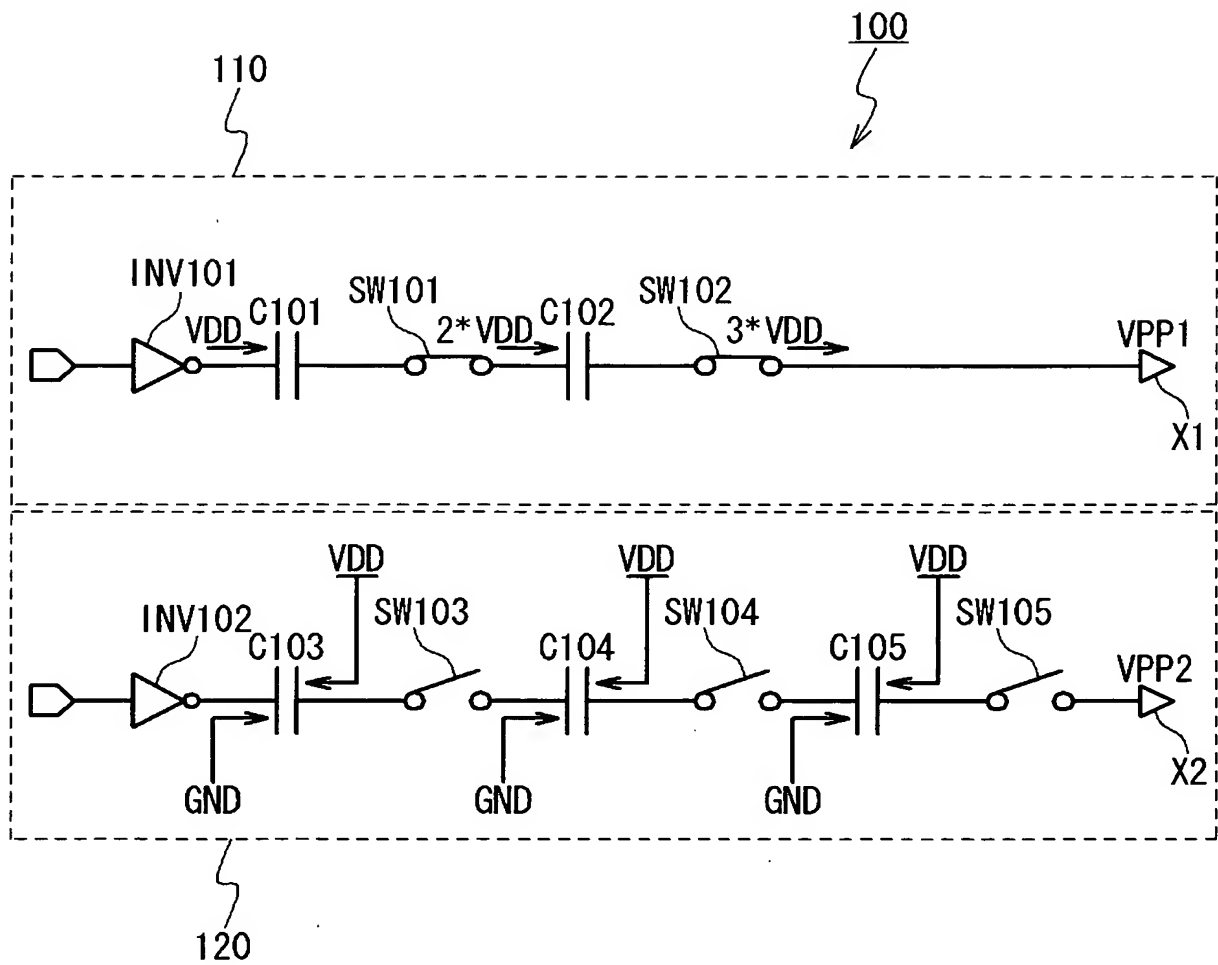 100
110
INV101
VDD
C101
SW101
2*VDD
C102
SW102
3*VDD
VPP1
X1
VDD
VDD
VDD
INV102
C103
SW103
C104
SW104
C105
SW105
VPP2
X2
GND
GND
GND
120